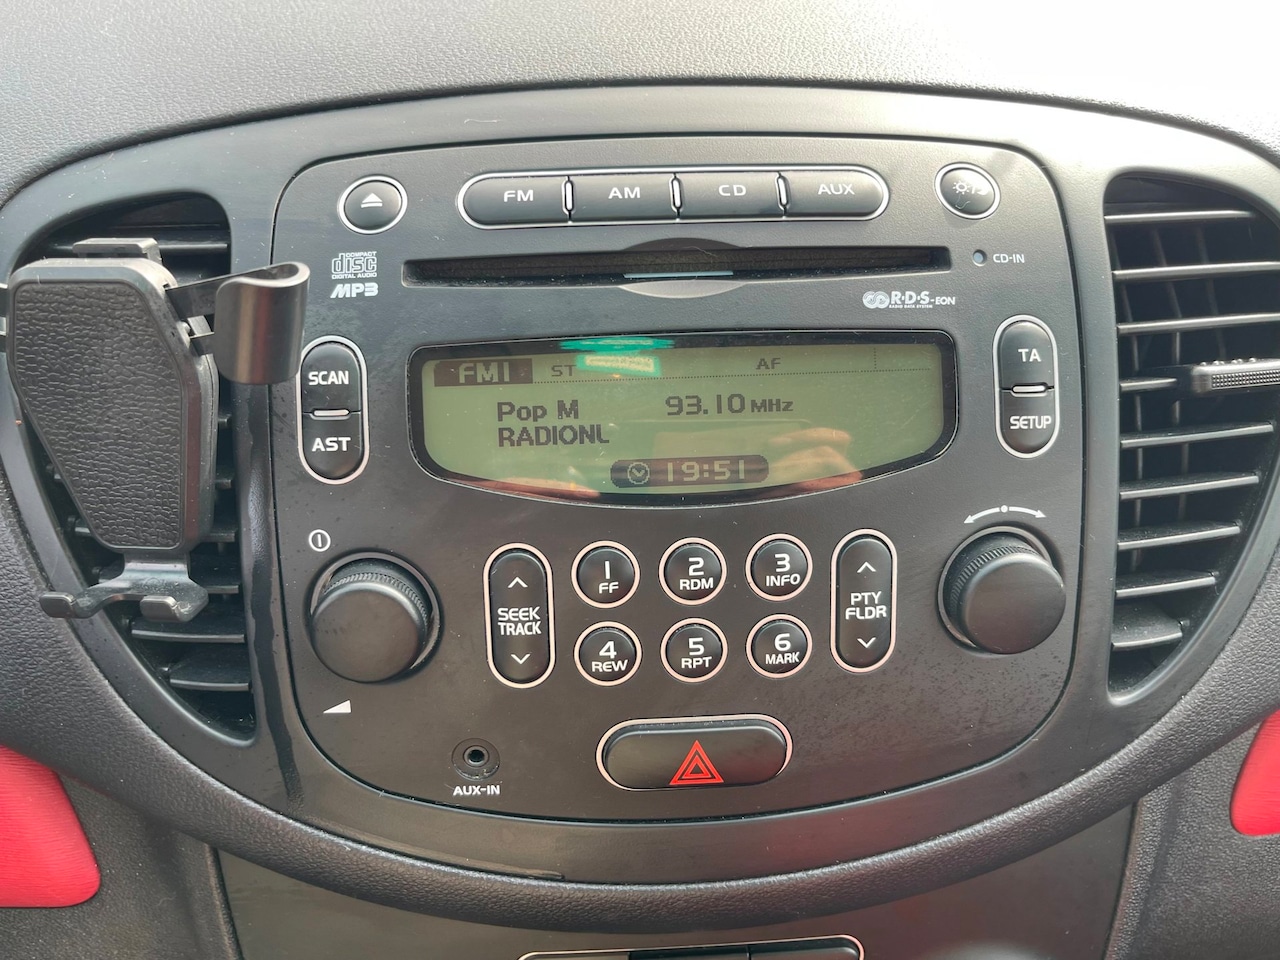 FM AM CD AUX
COMPACT
disc
DIGITAL AUDIO
MP3
CD-IN
R·D·S-EON
RADIO DATA SYSTEM
SCAN
AST
FM1 ST AF
Pop M 93.10 MHz
RADIONL
19:51
TA
SETUP
SEEK
TRACK
1
FF
2
RDM
3
INFO
4
REW
5
RPT
6
MARK
PTY
FLDR
AUX-IN